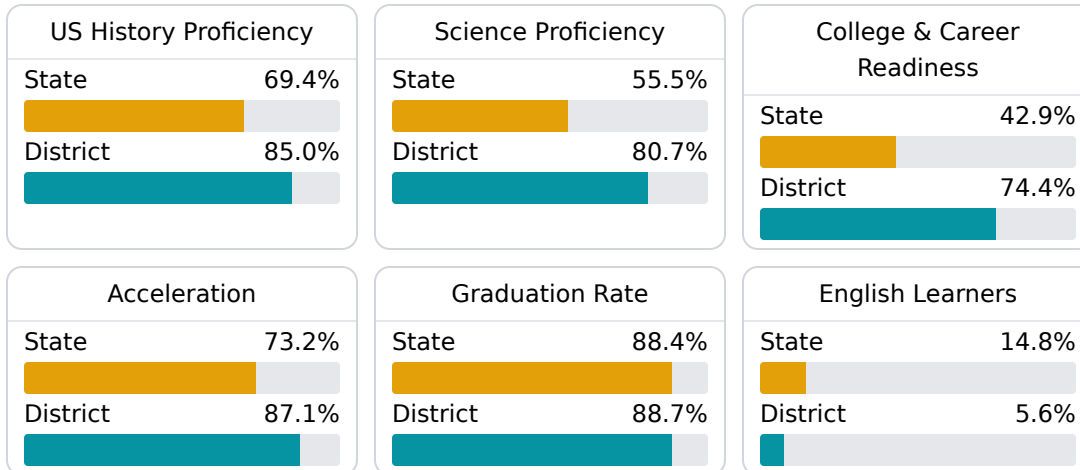 US History Proficiency
State 69.4%
District 85.0%
Science Proficiency
State 55.5%
District 80.7%
College & Career
Readiness
State 42.9%
District 74.4%
Acceleration
State 73.2%
District 87.1%
Graduation Rate
State 88.4%
District 88.7%
English Learners
State 14.8%
District 5.6%